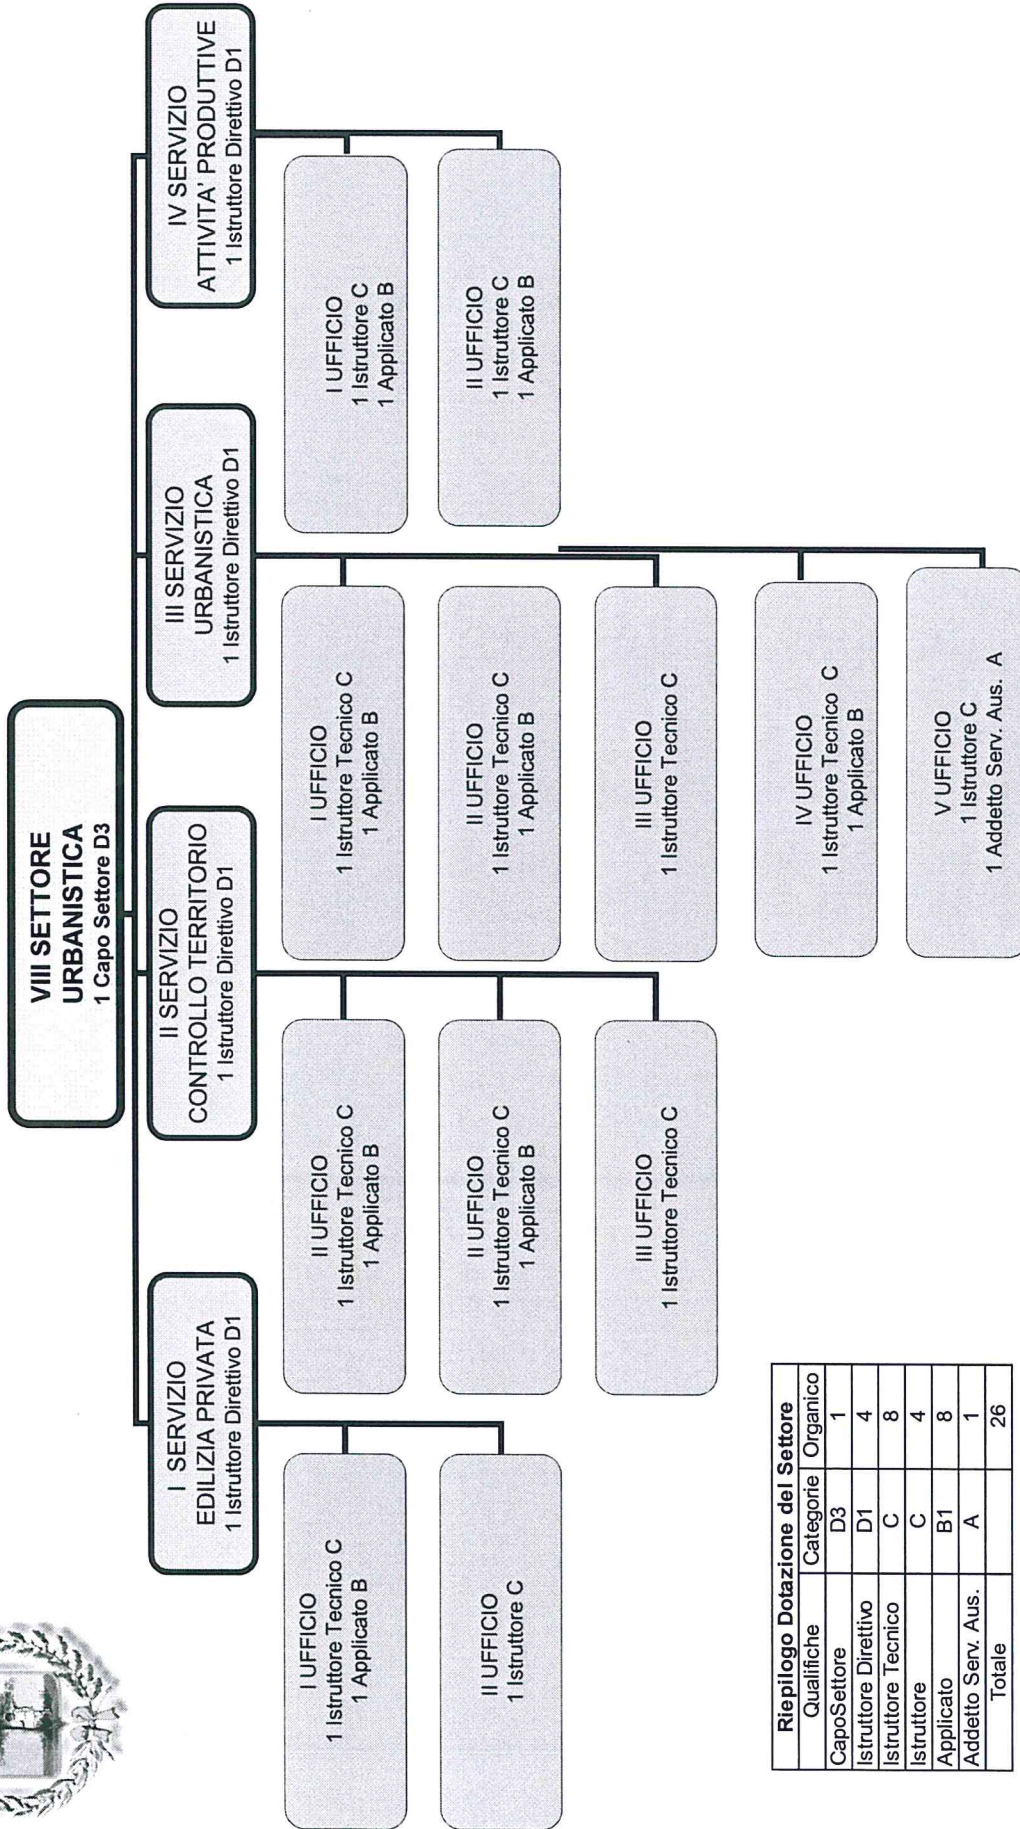 VIII SETTORE
URBANISTICA
1 Capo Settore D3
I SERVIZIO
EDILIZIA PRIVATA
1 Istruttore Direttivo D1
I UFFICIO
1 Istruttore Tecnico C
1 Applicato B
II UFFICIO
1 Istruttore C
II SERVIZIO
CONTROLLO TERRITORIO
1 Istruttore Direttivo D1
II UFFICIO
1 Istruttore Tecnico C
1 Applicato B
II UFFICIO
1 Istruttore Tecnico C
1 Applicato B
III UFFICIO
1 Istruttore Tecnico C
III SERVIZIO
URBANISTICA
1 Istruttore Direttivo D1
I UFFICIO
1 Istruttore Tecnico C
1 Applicato B
II UFFICIO
1 Istruttore Tecnico C
1 Applicato B
III UFFICIO
1 Istruttore Tecnico C
IV UFFICIO
1 Istruttore Tecnico C
1 Applicato B
V UFFICIO
1 Istruttore C
1 Addetto Serv. Aus. A
IV SERVIZIO
ATTIVITA' PRODUTTIVE
1 Istruttore Direttivo D1
I UFFICIO
1 Istruttore C
1 Applicato B
II UFFICIO
1 Istruttore C
1 Applicato B
Riepilogo Dotazione del Settore
Qualifiche Categorie Organico
CapoSettore D3 1
Istruttore Direttivo D1 4
Istruttore Tecnico C 8
Istruttore C 4
Applicato B1 8
Addetto Serv. Aus. A 1
Totale 26